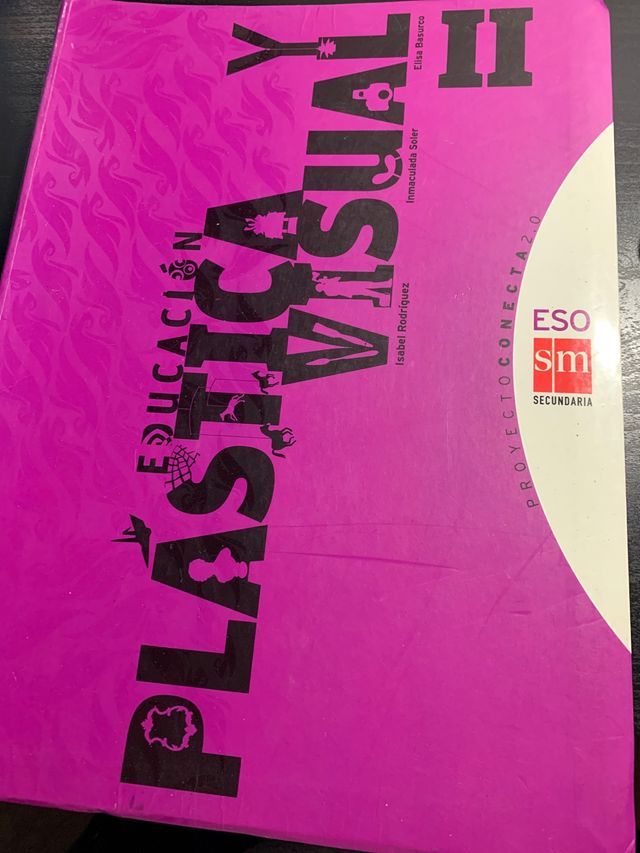 EDUCACIÓN
PLÁSTICA Y
VISUAL
II
Isabel Rodríguez
Inmaculada Soler
Elisa Basurco
PROYECTOCONECTA2.0
ESO
sm
SECUNDARIA